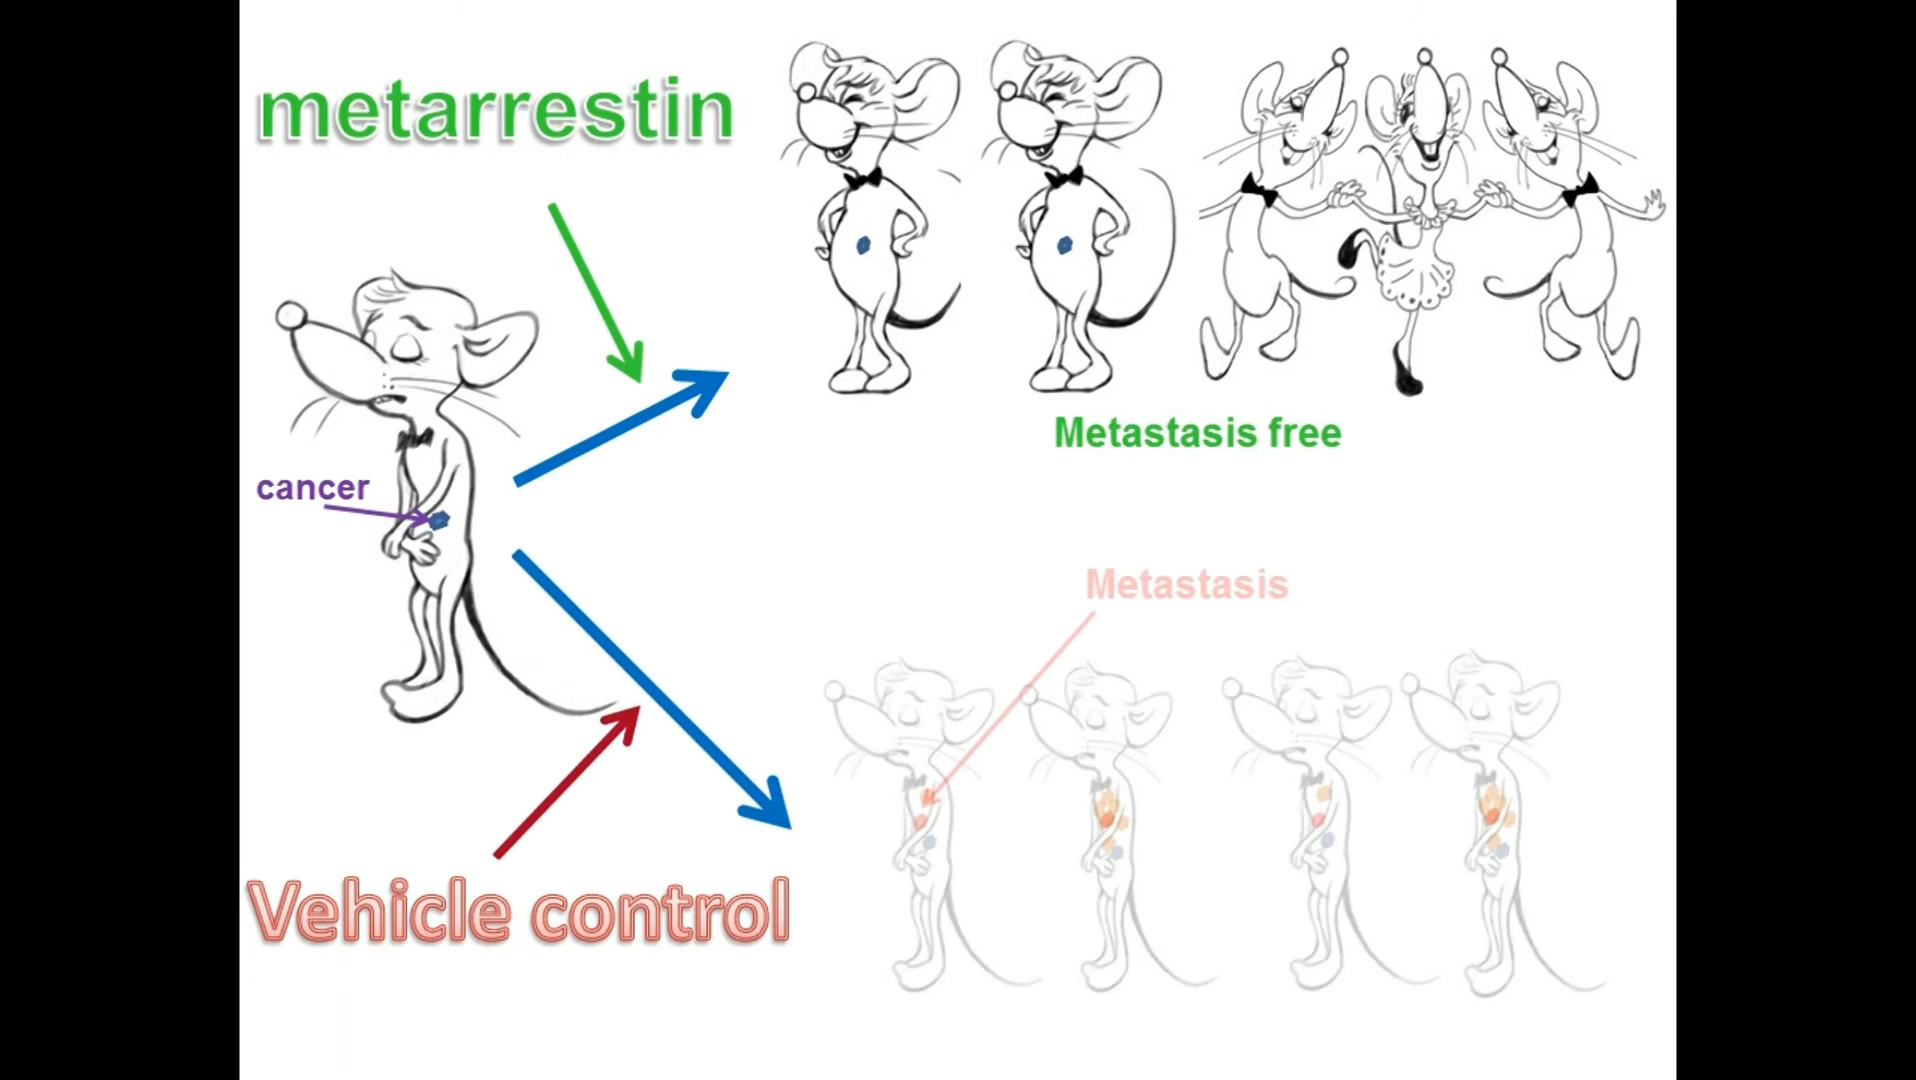 metarrestin
Metastasis free
cancer
Metastasis
Vehicle control